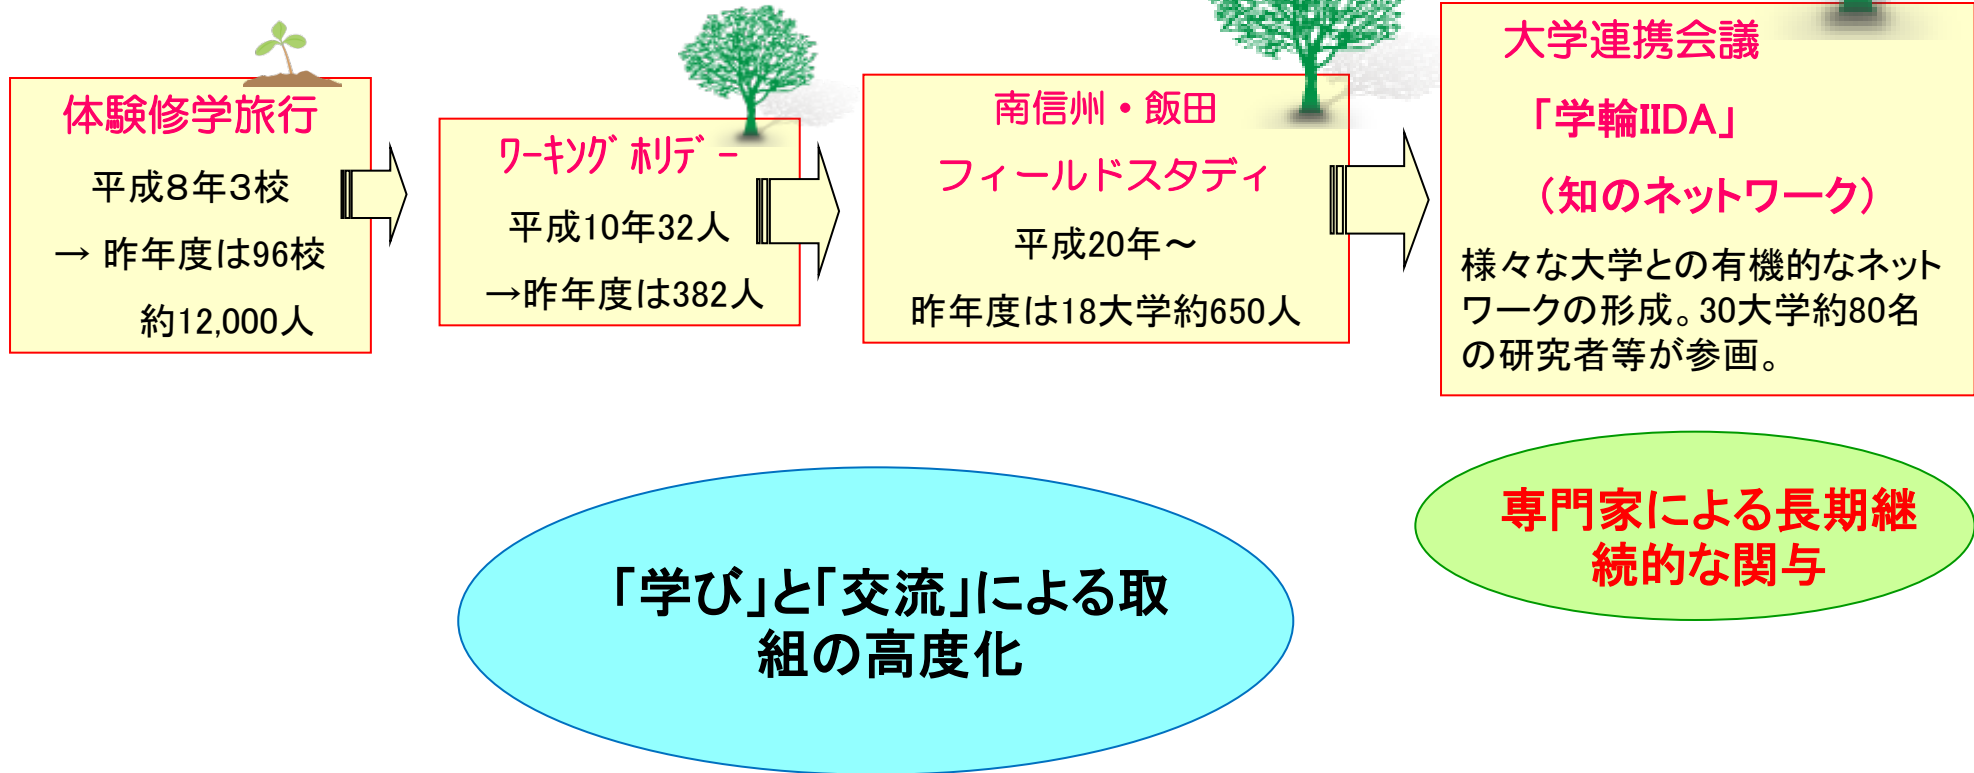 体験修学旅行
平成８年３校
→ 昨年度は96校
約12,000人
ﾜｰｷﾝｸﾞﾎﾘﾃﾞｰ
平成10年32人
→昨年度は382人
南信州・飯田
フィールドスタディ
平成20年～
昨年度は18大学約650人
大学連携会議
「学輪IIDA」
（知のネットワーク）
様々な大学との有機的なネット
ワークの形成。30大学約80名
の研究者等が参画。
「学び」と「交流」による取
組の高度化
専門家による長期継
続的な関与